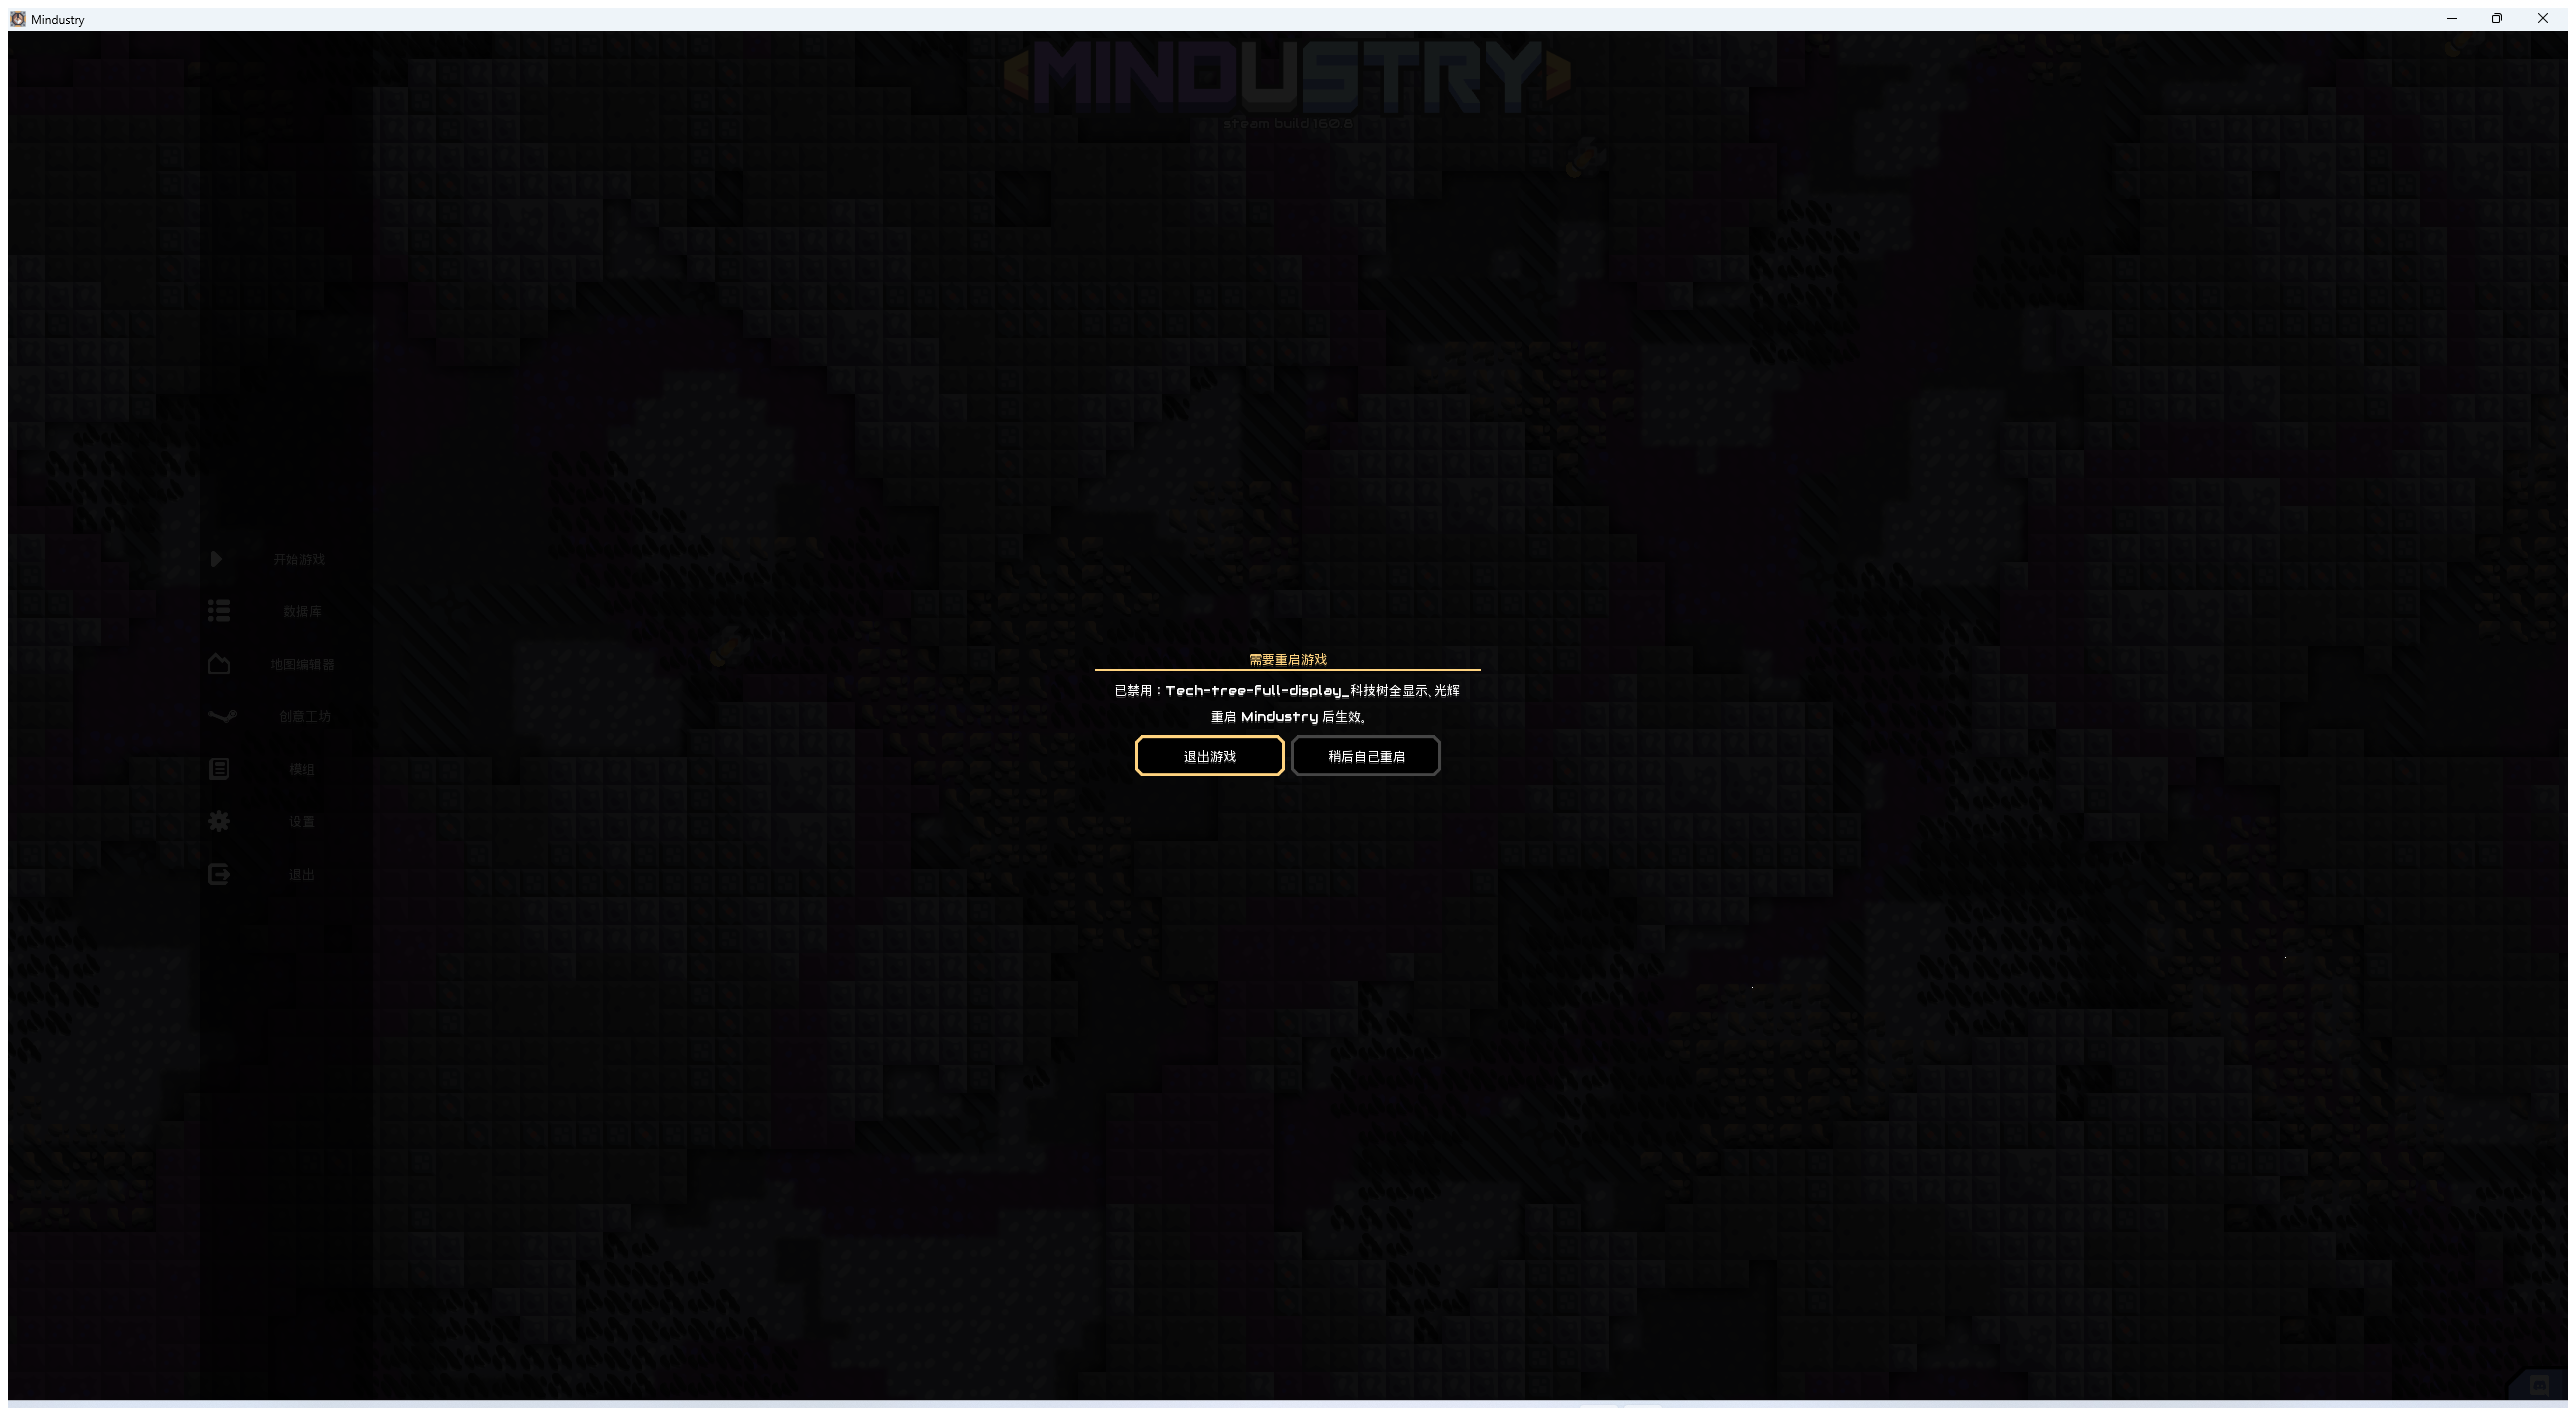 Mindustry
MINDUSTRY
steam build 160.2
开始游戏
数据库
地图编辑器
创意工坊
模组
设置
退出
需要重启游戏
已禁用：Tech-tree-full-display_科技树全显示、光辉
重启 Mindustry 后生效。
退出游戏 稍后自己重启